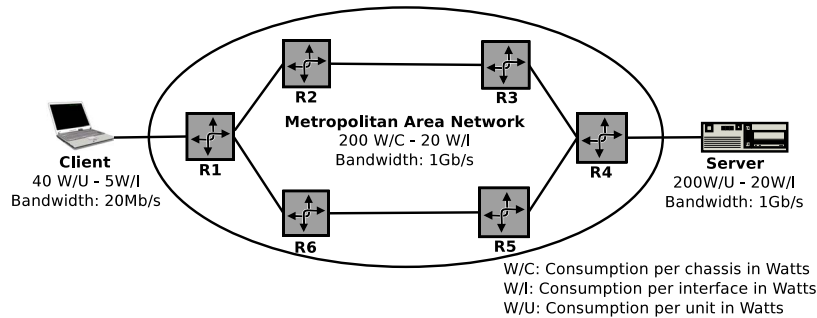 R2
R3
Metropolitan Area Network
200 W/C - 20 W/I
Bandwidth: 1Gb/s
R1
R4
Client
40 W/U - 5W/I
Bandwidth: 20Mb/s
Server
200W/U - 20W/I
Bandwidth: 1Gb/s
R6
R5
W/C: Consumption per chassis in Watts
W/I: Consumption per interface in Watts
W/U: Consumption per unit in Watts